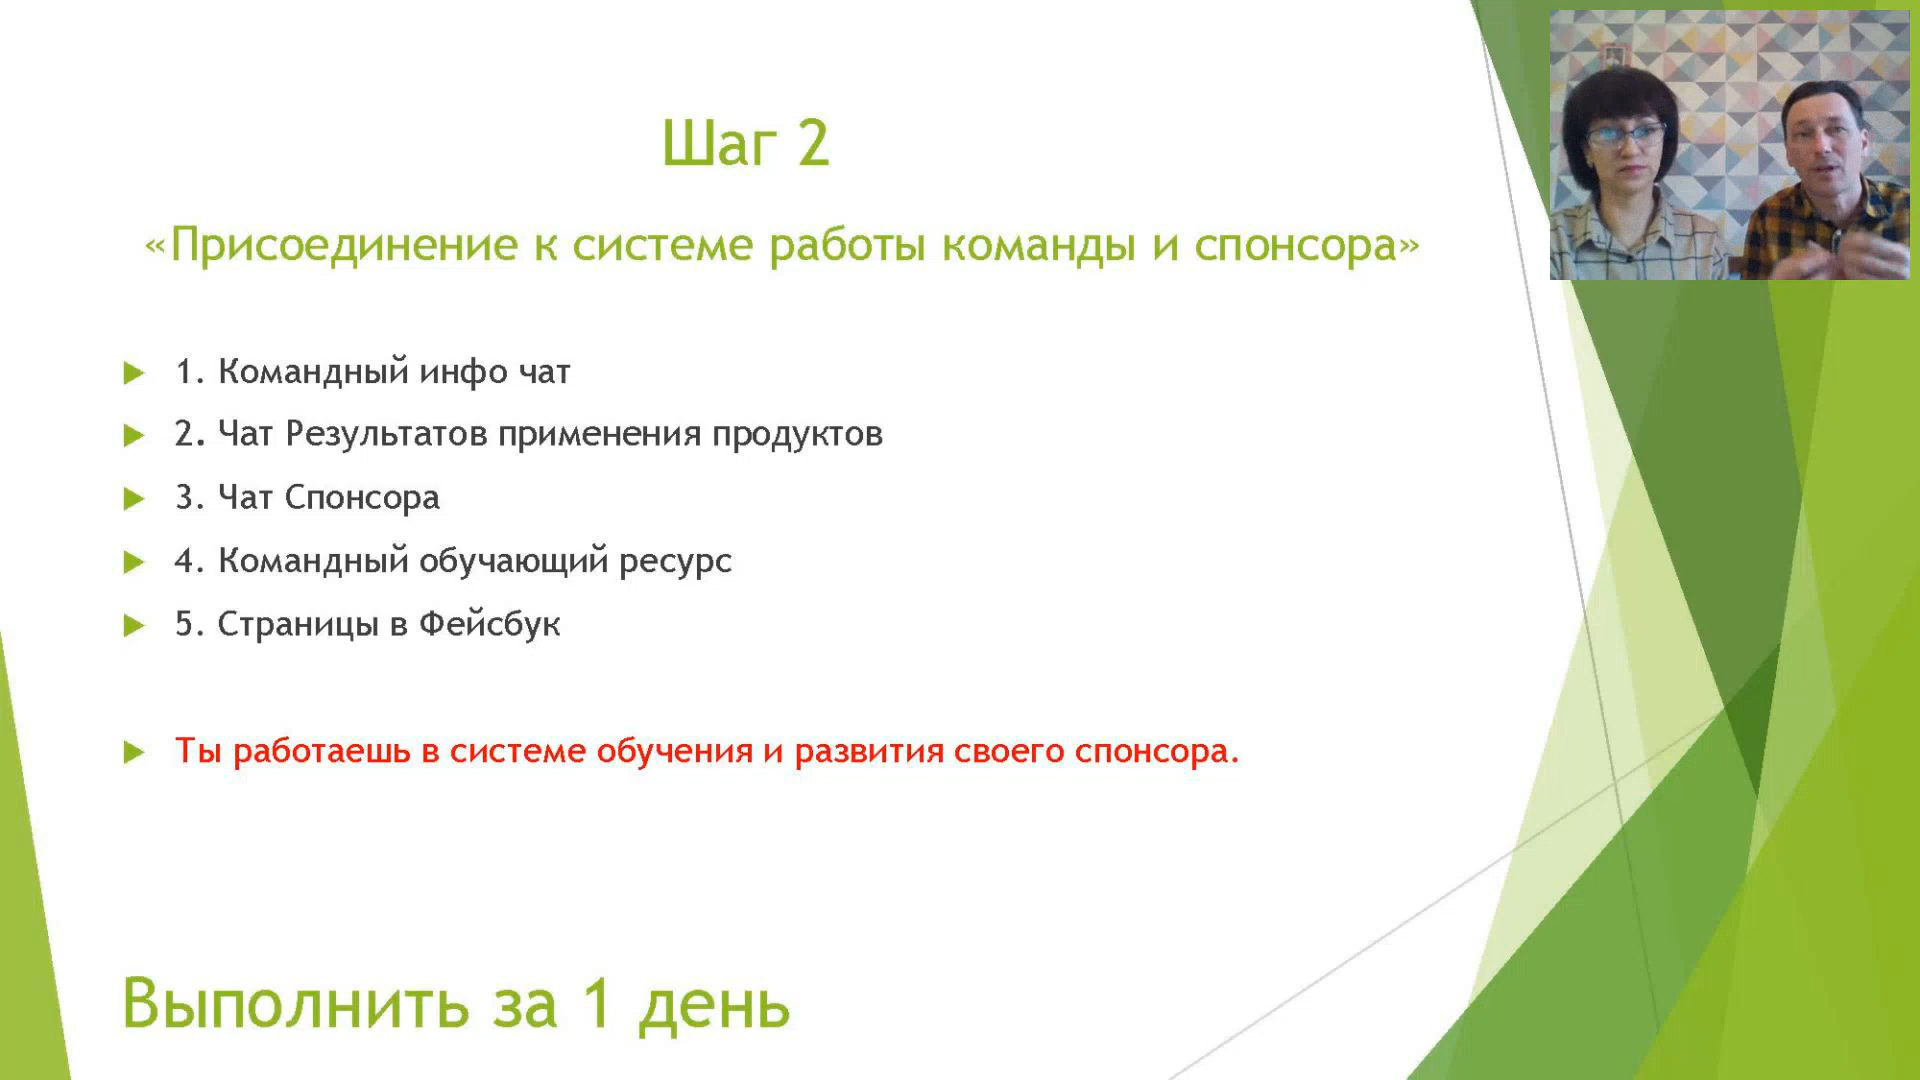 Шаг 2
«Присоединение к системе работы команды и спонсора»
1. Командный инфо чат
2. Чат Результатов применения продуктов
3. Чат Спонсора
4. Командный обучающий ресурс
5. Страницы в Фейсбук
Ты работаешь в системе обучения и развития своего спонсора.
Выполнить за 1 день